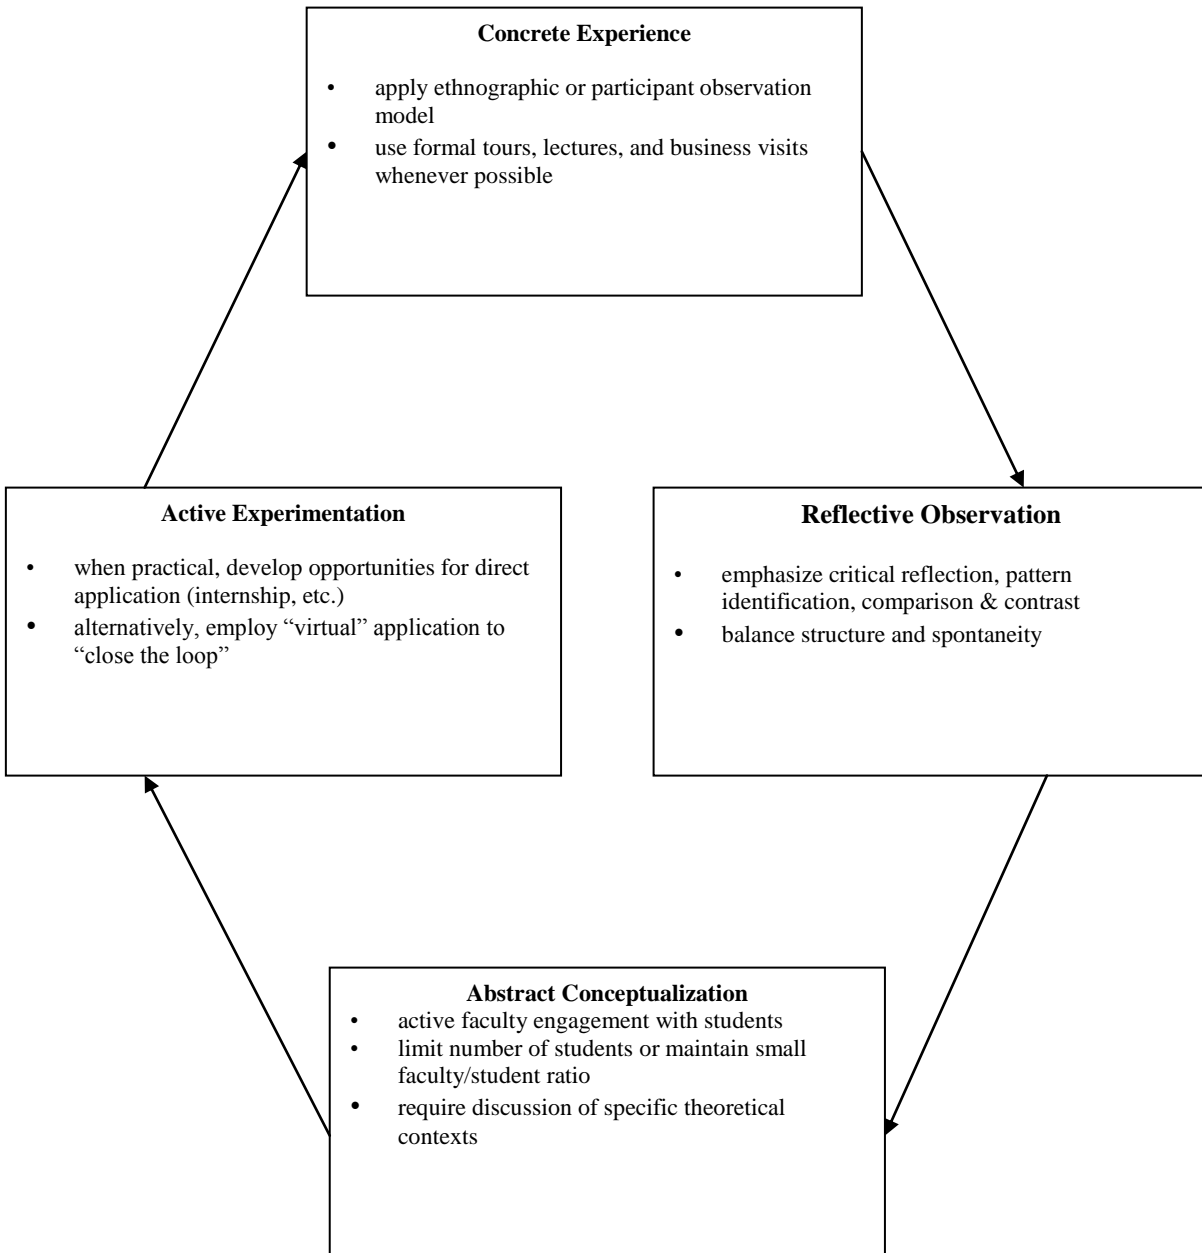 Concrete Experience
• apply ethnographic or participant observation
model
• use formal tours, lectures, and business visits
whenever possible
Active Experimentation
• when practical, develop opportunities for direct
application (internship, etc.)
• alternatively, employ “virtual” application to
“close the loop”
Reflective Observation
• emphasize critical reflection, pattern
identification, comparison & contrast
• balance structure and spontaneity
Abstract Conceptualization
• active faculty engagement with students
• limit number of students or maintain small
faculty/student ratio
• require discussion of specific theoretical
contexts